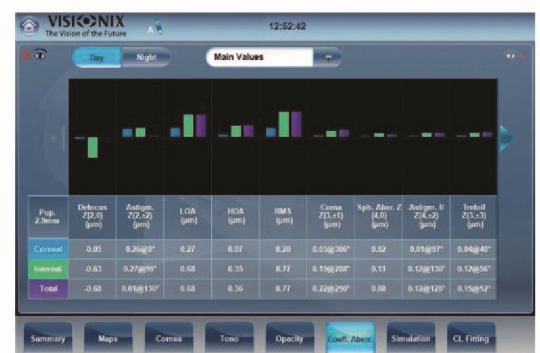 VISIONIX
The Vision of the Future
12:52:42
Day Night Main Values
Pup. 2.9mm Defocus Z(2,0) (µm) Astigm. Z(2,±2) (µm) LOA (µm) HOA (µm) RMS (µm) Coma Z(3,±1) (µm) Sph. Aber. Z (4,0) (µm) Astigm. II Z(4,±2) (µm) Trefoil Z(3,±3) (µm)
Corneal 0.05 0.26@8° 0.27 0.07 0.28 0.03@306° 0.02 0.01@97° 0.04@40°
Internal -0.63 0.27@99° 0.68 0.35 0.77 0.19@288° 0.11 0.12@130° 0.12@56°
Total -0.68 0.01@130° 0.68 0.36 0.77 0.22@290° 0.08 0.12@128° 0.15@52°
Summary Maps Cornea Tono Opacity Coeff. Aberr. Simulation CL Fitting